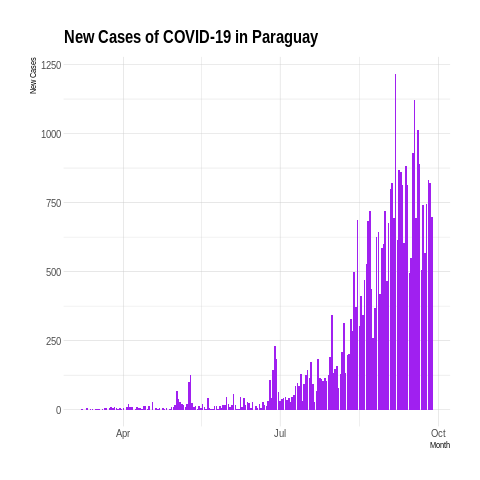 New Cases of COVID-19 in Paraguay
New Cases
1250
1000
750
500
250
0
Apr
Jul
Oct
Month